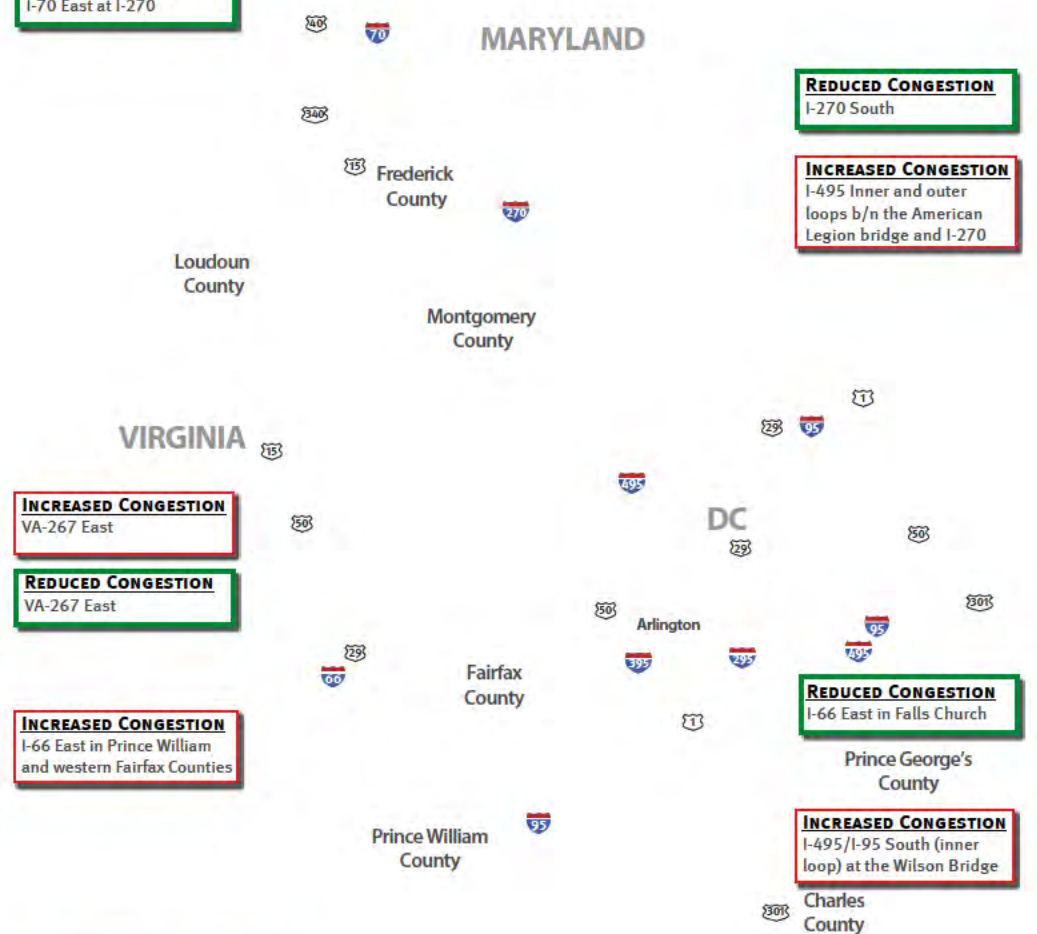 I-70 East at I-270
40
70
MARYLAND
REDUCED CONGESTION
I-270 South
340
INCREASED CONGESTION
I-495 Inner and outer
loops b/n the American
Legion bridge and I-270
15
Frederick
County
270
Loudoun
County
Montgomery
County
1
29
95
VIRGINIA
15
495
INCREASED CONGESTION
VA-267 East
50
DC
29
50
REDUCED CONGESTION
VA-267 East
50
Arlington
301
95
29
66
Fairfax
County
395
295
495
REDUCED CONGESTION
I-66 East in Falls Church
INCREASED CONGESTION
I-66 East in Prince William
and western Fairfax Counties
1
Prince George's
County
Prince William
County
95
INCREASED CONGESTION
I-495/I-95 South (inner
loop) at the Wilson Bridge
301
Charles
County